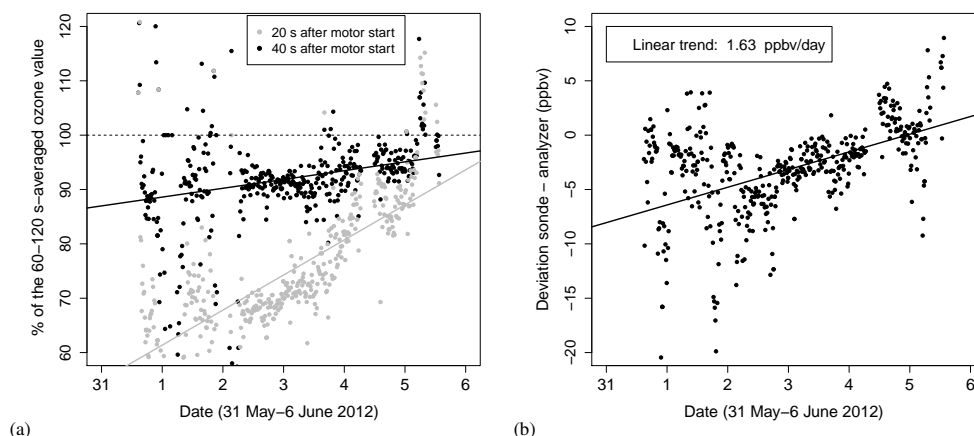 120
110
100
90
80
70
60
% of the 60–120 s–averaged ozone value
20 s after motor start
40 s after motor start
31 1 2 3 4 5 6
Date (31 May–6 June 2012)
(a)
10
5
0
−5
−10
−15
−20
Deviation sonde – analyzer (ppbv)
Linear trend: 1.63 ppbv/day
31 1 2 3 4 5 6
Date (31 May–6 June 2012)
(b)